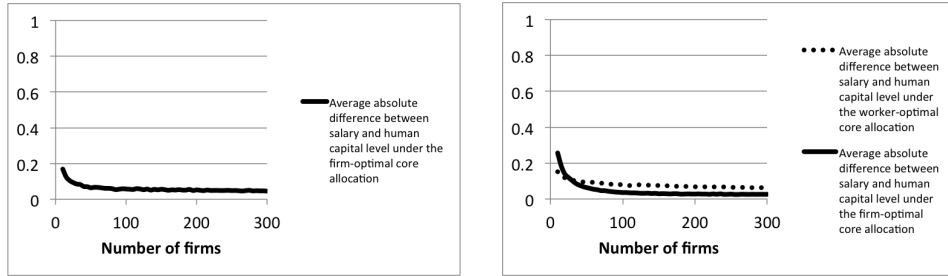 1
0.8
0.6
0.4
0.2
0
0 100 200 300
Number of firms
Average absolute
difference between
salary and human
capital level under the
firm-optimal core
allocation
1
0.8
0.6
0.4
0.2
0
0 100 200 300
Number of firms
Average absolute
difference between
salary and human
capital level under
the worker-optimal
core allocation
Average absolute
difference between
salary and human
capital level under
the firm-optimal
core allocation